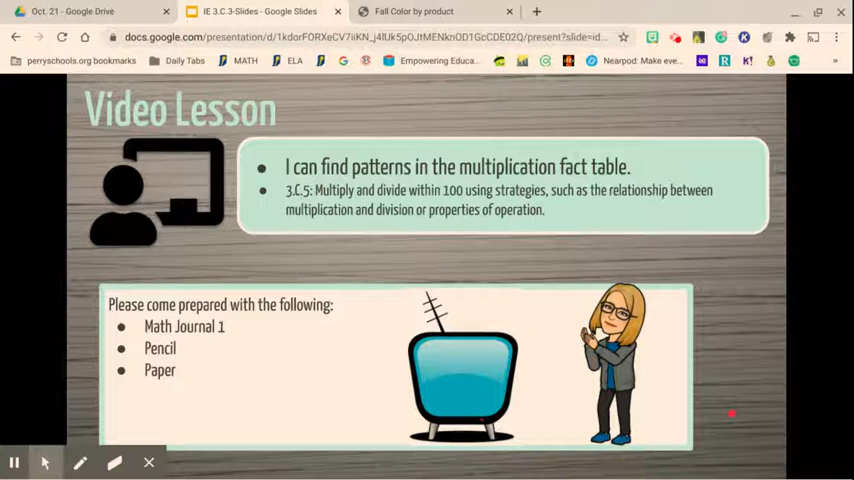 Oct. 21 - Google Drive
IE 3.C.3-Slides - Google Slides
Fall Color by product
perryschools.org bookmarks
Daily Tabs
MATH
ELA
Empowering Educa...
Nearpod: Make eve...
Video Lesson
I can find patterns in the multiplication fact table.
3.C.5: Multiply and divide within 100 using strategies, such as the relationship between
multiplication and division or properties of operation.
Please come prepared with the following:
Math Journal 1
Pencil
Paper